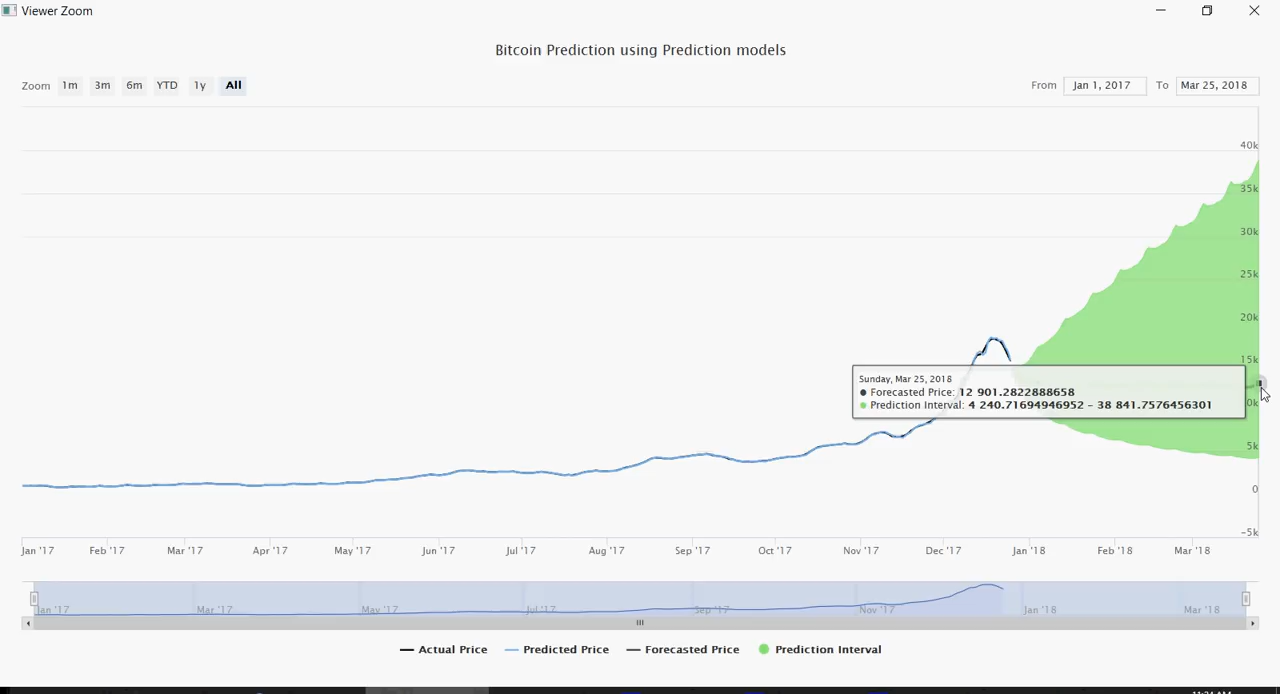 Viewer Zoom
Bitcoin Prediction using Prediction models
Zoom 1m 3m 6m YTD 1y All
From Jan 1, 2017 To Mar 25, 2018
40k
35k
30k
25k
20k
15k
Sunday, Mar 25, 2018
Forecasted Price: 12 901.2822888658
Prediction Interval: 4 240.71694946952 – 38 841.7576456301
0k
5k
0
-5k
Jan '17 Feb '17 Mar '17 Apr '17 May '17 Jun '17 Jul '17 Aug '17 Sep '17 Oct '17 Nov '17 Dec '17 Jan '18 Feb '18 Mar '18
Jan '17 Mar '17 May '17 Jul '17 Sep '17 Nov '17 Jan '18 Mar '18
Actual Price Predicted Price Forecasted Price Prediction Interval